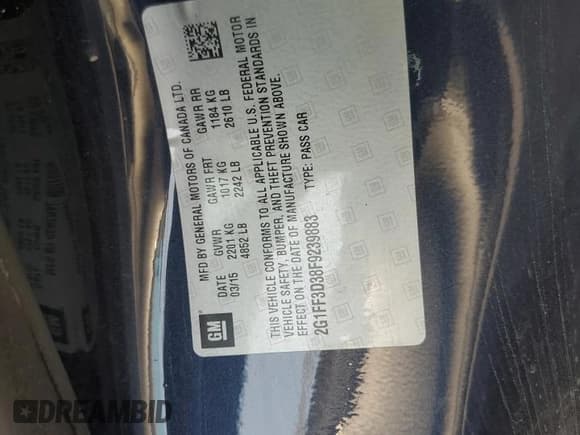 GM
MFD BY GENERAL MOTORS OF CANADA LTD.
DATE GVWR GAWR FRT GAWR RR
03/15 2201 KG 1017 KG 1184 KG
4852 LB 2242 LB 2610 LB
THIS VEHICLE CONFORMS TO ALL APPLICABLE U.S. FEDERAL MOTOR
VEHICLE SAFETY, BUMPER, AND THEFT PREVENTION STANDARDS IN
EFFECT ON THE DATE OF MANUFACTURE SHOWN ABOVE.
2G1FF3D38F9239883 TYPE: PASS CAR
DREAMBID